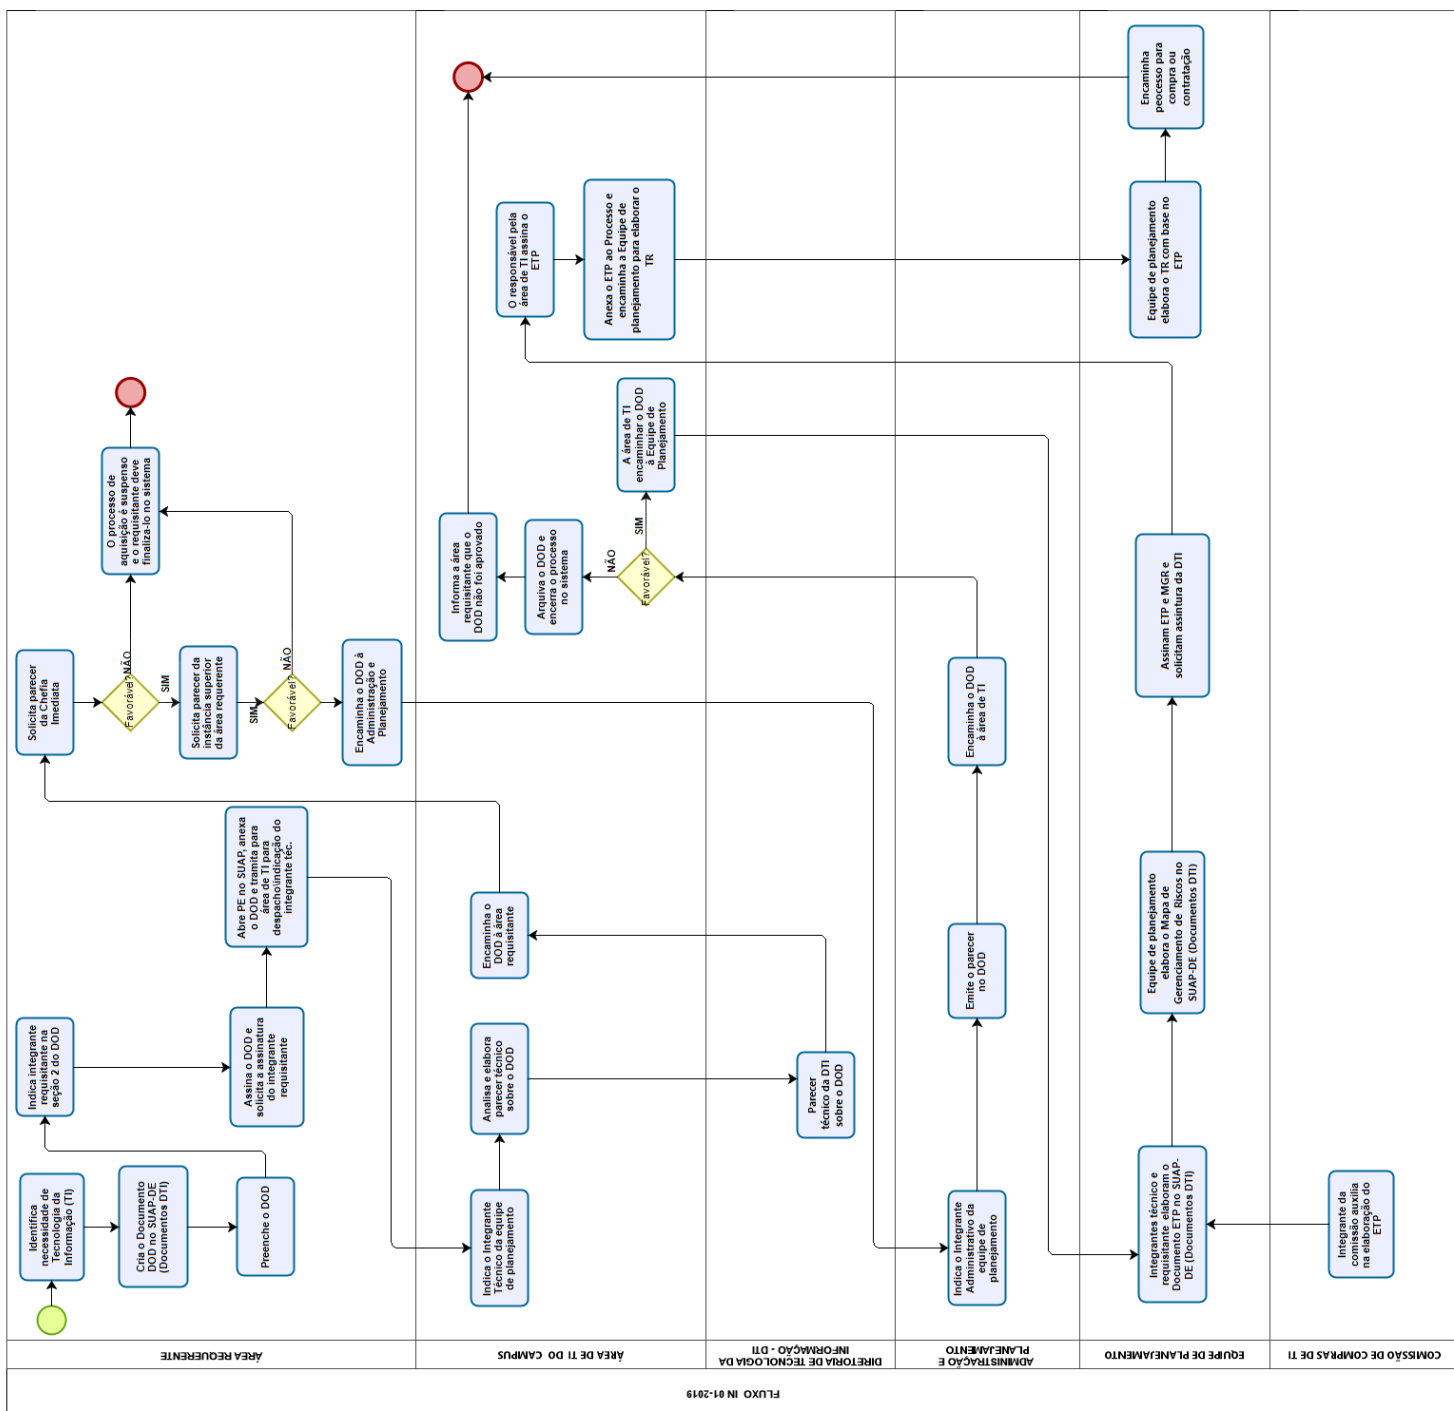 FLUXO IN 01-2019
ÁREA REQUERENTE
Identifica
necessidade de
Tecnologia da
Informação (TI)
Cria o Documento
DOD no SUAP-DE
(Documentos DTI)
Preenche o DOD
Indica integrante
requisitante na
seção 2 do DOD
Assina o DOD e
solicita a assinatura
do integrante
requisitante
Abre PE no SUAP, anexa
o DOD e tramita para
área de TI para
despacho\indicação do
integrante téc.
Solicita parecer
da Chefia
Imediata
Favorável?
NÃO
SIM
Solicita parecer da
instância superior
da área requerente
Favorável?
NÃO
SIM
Encaminha o DOD à
Administração e
Planejamento
O processo de
aquisição é suspenso
e o requisitante deve
finaliza-lo no sistema
ÁREA DE TI DO CAMPUS
Indica o Integrante
Técnico da equipe
de planejamento
Analisa e elabora
parecer técnico
sobre o DOD
Encaminha o
DOD à área
requisitante
Favorável?
NÃO
SIM
Arquiva o DOD e
encerra o processo
no sistema
Informa a área
requisitante que o
DOD não foi aprovado
A área de TI
encaminhar o DOD
à Equipe de
Planejamento
O responsável pela
área de TI assina o
ETP
Anexa o ETP ao Processo e
encaminha a Equipe de
planejamento para elaborar o
TR
DIRETORIA DE TECNOLOGIA DA
INFORMAÇÃO - DTI
Parecer
técnico da DTI
sobre o DOD
ADMINISTRAÇÃO E
PLANEJAMENTO
Indica o Integrante
Administrativo da
equipe de
planejamento
Emite o parecer
no DOD
Encaminha o DOD
à área de TI
EQUIPE DE PLANEJAMENTO
Integrantes técnico e
requisitante elaboram o
Documento ETP no SUAP-
DE (Documentos DTI)
Equipe de planejamento
elabora o Mapa de
Gerenciamento de Riscos no
SUAP-DE (Documentos DTI)
Assinam ETP e MGR e
solicitam assintura da DTI
Equipe de planejamento
elabora o TR com base no
ETP
Encaminha
peocesso para
compra ou
contratação
COMISSÃO DE COMPRAS DE TI
Integrante da
comissão auxilia
na elaboração do
ETP